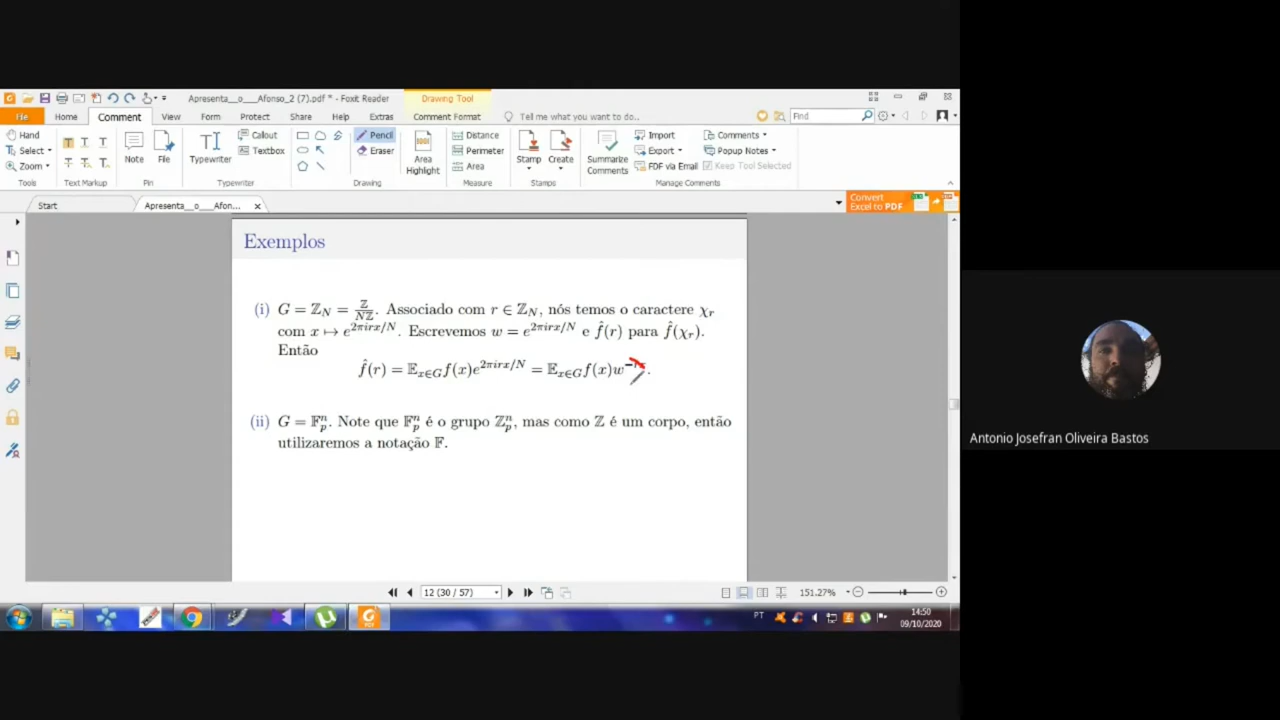 Apresenta__o___Afonso_2 (7).pdf * - Foxit Reader
Drawing Tool
File Home Comment View Form Protect Share Help Extras Comment Format Tell me what you want to do.. Find
Hand
Select
Zoom
Tools
Text Markup
Note
File
Pin
Typewriter
Callout
Textbox
Typewriter
Pencil
Eraser
Drawing
Area Highlight
Distance
Perimeter
Area
Measure
Stamp
Create
Stamps
Summarize Comments
Import
Export
FDF via Email
Comments
Popup Notes
Keep Tool Selected
Manage Comments
Start
Apresenta__o___Afon...
Convert
Excel to PDF
Exemplos
(i) G = ℤ_N = ℤ/Nℤ. Associado com r ∈ ℤ_N, nós temos o caractere χ_r
com x ↦ e^{2πirx/N}. Escrevemos w = e^{2πirx/N} e f̂(r) para f̂(χ_r).
Então
f̂(r) = 𝔼_{x∈G} f(x)e^{2πirx/N} = 𝔼_{x∈G} f(x)w
(ii) G = 𝔽_p^n. Note que 𝔽_p^n é o grupo ℤ_p^n, mas como ℤ é um corpo, então
utilizaremos a notação 𝔽.
12 (30 / 57)
151.27%
PT
14:50
09/10/2020
Antonio Josefran Oliveira Bastos